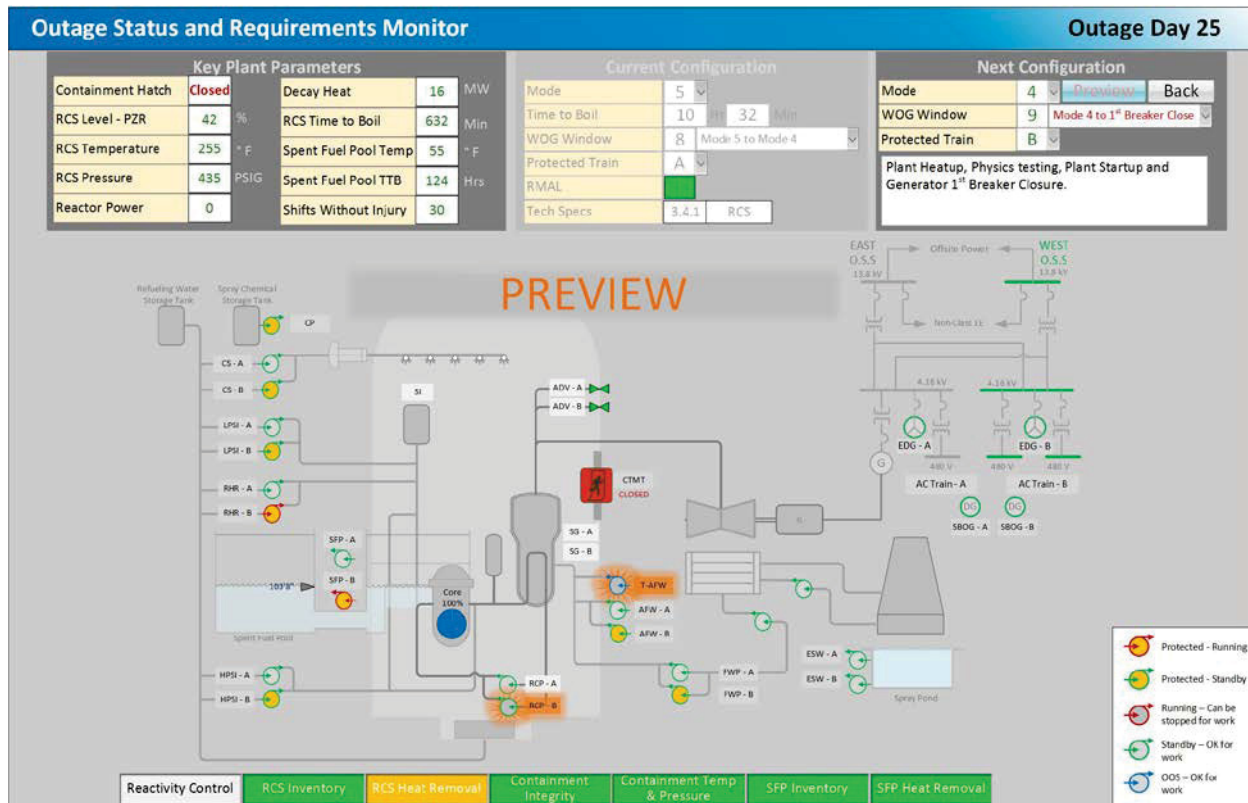 Outage Status and Requirements Monitor
Outage Day 25
Key Plant Parameters
Containment Hatch Closed
RCS Level - PZR 42 %
RCS Temperature 255 ° F
RCS Pressure 435 PSIG
Reactor Power 0
Decay Heat 16 MW
RCS Time to Boil 632 Min
Spent Fuel Pool Temp 55 ° F
Spent Fuel Pool TTB 124 Hrs
Shifts Without Injury 30
Current Configuration
Mode 5
Time to Boil 10 Hr 32 Min
WOG Window 8 Mode 5 to Mode 4
Protected Train A
RMAL
Tech Specs 3.4.1 RCS
Next Configuration
Mode 4 Preview Back
WOG Window 9 Mode 4 to 1st Breaker Close
Protected Train B
Plant Heatup, Physics testing, Plant Startup and
Generator 1st Breaker Closure.
PREVIEW
Refueling Water
Storage Tank
Spray Chemical
Storage Tank
CP
CS - A
CS - B
LPSI - A
LPSI - B
RHR - A
RHR - B
SI
ADV - A
ADV - B
CTMT
CLOSED
SG - A
SG - B
SFP - A
SFP - B
103'8"
Spent Fuel Pool
Core
100%
T-AFW
AFW - A
AFW - B
HPSI - A
HPSI - B
RCP - A
RCP - B
FWP - A
FWP - B
ESW - A
ESW - B
Spray Pond
EAST
O.S.S
13.8 kV
Offsite Power
WEST
O.S.S
13.8 kV
Non-Class 1E
4.16 kV
4.16 kV
EDG - A
EDG - B
G
480 V
480 V
480 V
AC Train - A
AC Train - B
DG
DG
SBOG - A
SBOG - B
Protected - Running
Protected - Standby
Running – Can be
stopped for work
Standby – OK for
work
OOS – OK for
work
Reactivity Control
RCS Inventory
RCS Heat Removal
Containment
Integrity
Containment Temp
& Pressure
SFP Inventory
SFP Heat Removal